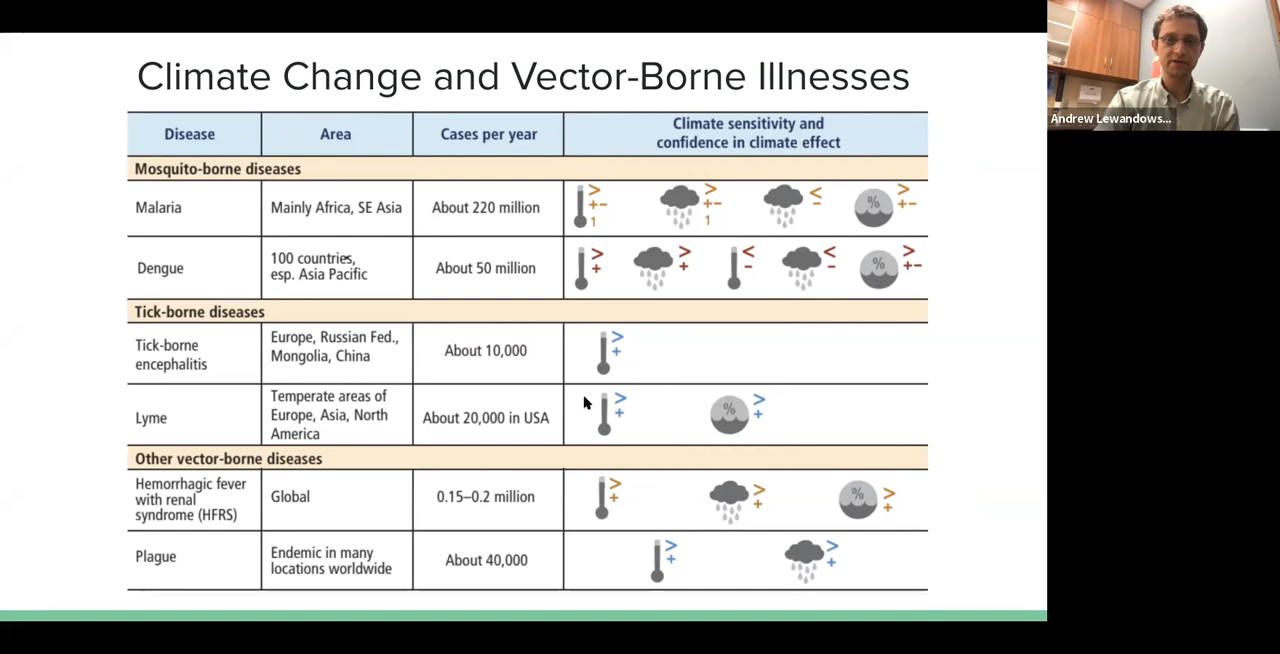 Climate Change and Vector-Borne Illnesses
Andrew Lewandows...
Disease
Area
Cases per year
Climate sensitivity and
confidence in climate effect
Mosquito-borne diseases
Malaria
Mainly Africa, SE Asia
About 220 million
> +− 1
> +− 1
< −
% > +−
Dengue
100 countries,
esp. Asia Pacific
About 50 million
> +
> +
< −
< −
% > +−
Tick-borne diseases
Tick-borne
encephalitis
Europe, Russian Fed.,
Mongolia, China
About 10,000
> +
Lyme
Temperate areas of
Europe, Asia, North
America
About 20,000 in USA
> +
% > +
Other vector-borne diseases
Hemorrhagic fever
with renal
syndrome (HFRS)
Global
0.15–0.2 million
> +
> +
% > +
Plague
Endemic in many
locations worldwide
About 40,000
> +
> +